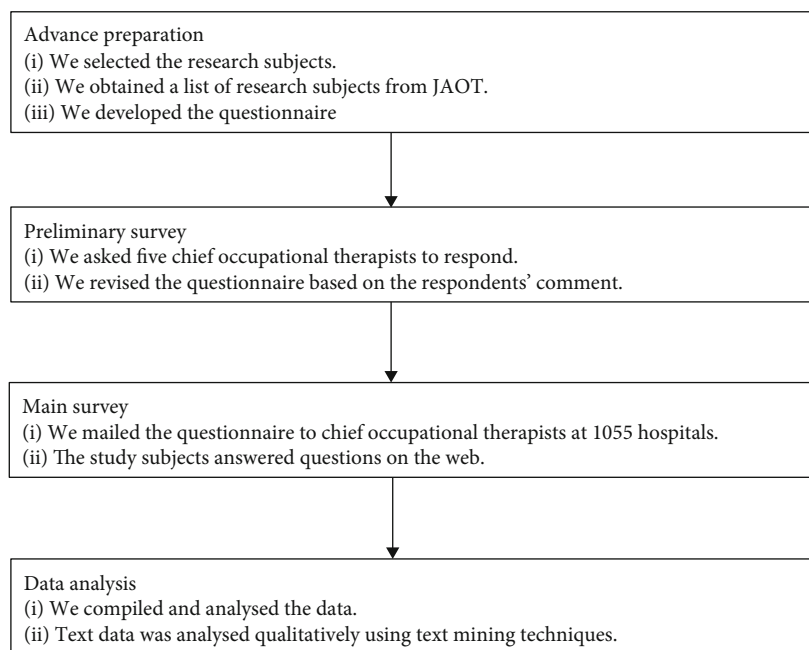 Advance preparation
(i) We selected the research subjects.
(ii) We obtained a list of research subjects from JAOT.
(iii) We developed the questionnaire
Preliminary survey
(i) We asked five chief occupational therapists to respond.
(ii) We revised the questionnaire based on the respondents’ comment.
Main survey
(i) We mailed the questionnaire to chief occupational therapists at 1055 hospitals.
(ii) The study subjects answered questions on the web.
Data analysis
(i) We compiled and analysed the data.
(ii) Text data was analysed qualitatively using text mining techniques.